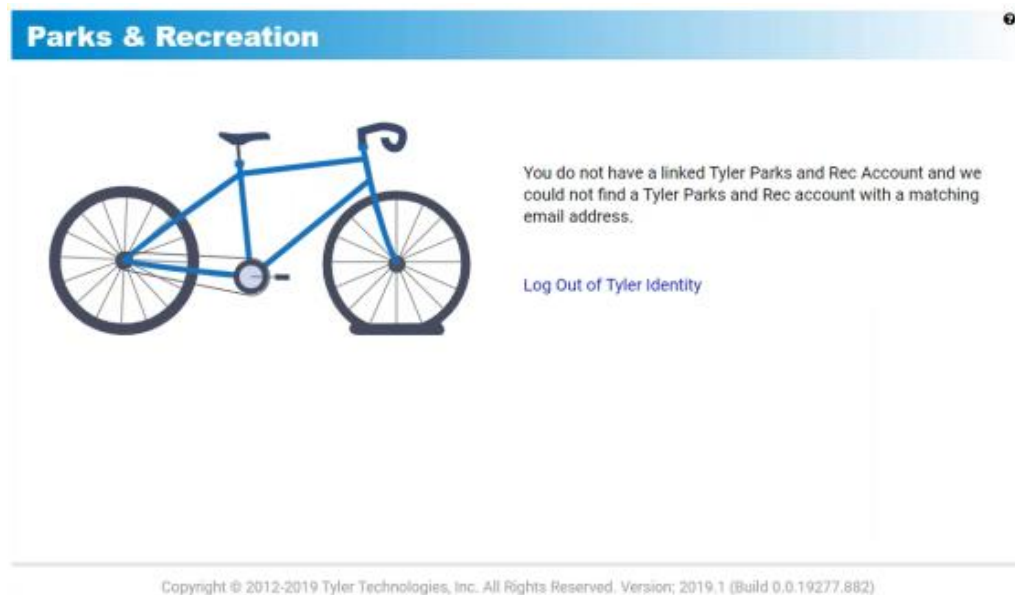 Parks & Recreation
You do not have a linked Tyler Parks and Rec Account and we
could not find a Tyler Parks and Rec account with a matching
email address.
Log Out of Tyler Identity
Copyright © 2012-2019 Tyler Technologies, Inc. All Rights Reserved. Version: 2019.1 (Build 0.0.19277.882)